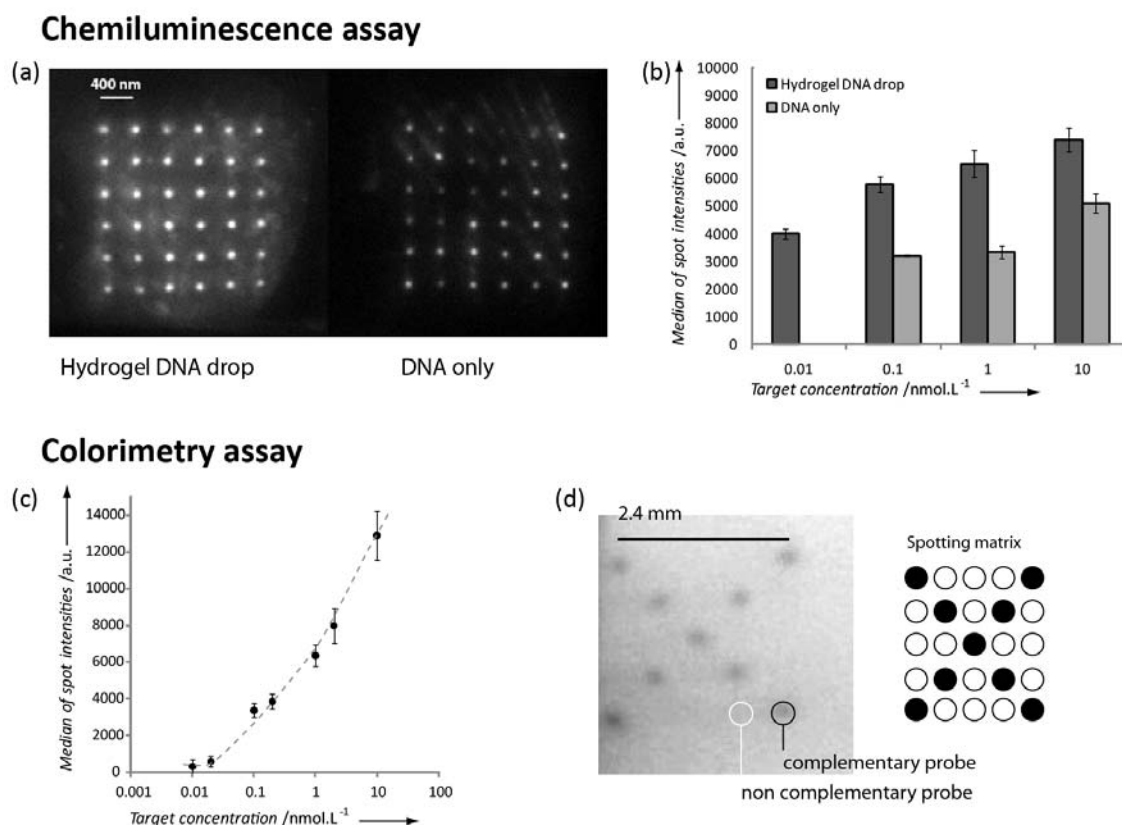 Chemiluminescence assay
(a)
400 nm
Hydrogel DNA drop
DNA only
(b)
Median of spot intensities /a.u.
10000
9000
8000
7000
6000
5000
4000
3000
2000
1000
0
Hydrogel DNA drop
DNA only
0.01 0.1 1 10
Target concentration /nmol.L⁻¹
Colorimetry assay
(c)
Median of spot intensities /a.u.
14000
12000
10000
8000
6000
4000
2000
0
0.001 0.01 0.1 1 10 100
Target concentration /nmol.L⁻¹
(d)
2.4 mm
Spotting matrix
complementary probe
non complementary probe